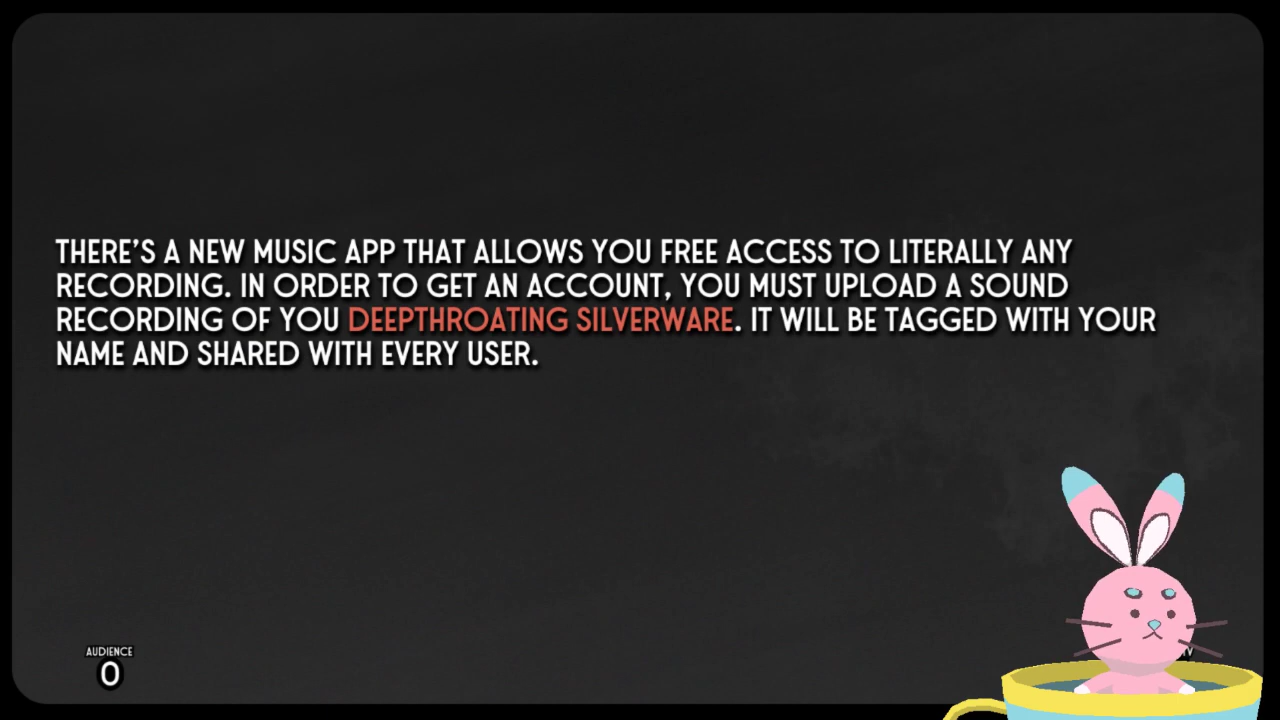 THERE'S A NEW MUSIC APP THAT ALLOWS YOU FREE ACCESS TO LITERALLY ANY
RECORDING. IN ORDER TO GET AN ACCOUNT, YOU MUST UPLOAD A SOUND
RECORDING OF YOU DEEPTHROATING SILVERWARE. IT WILL BE TAGGED WITH YOUR
NAME AND SHARED WITH EVERY USER.
AUDIENCE
0